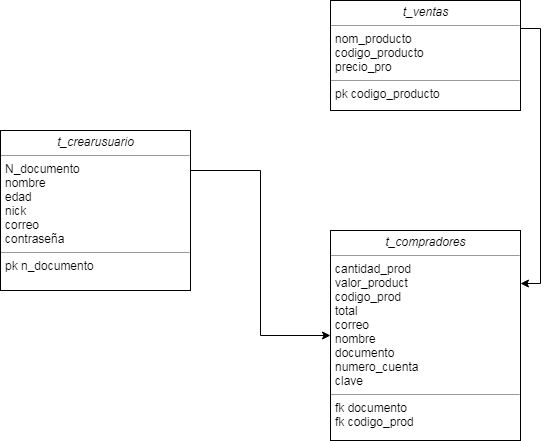 t_ventas
nom_producto
codigo_producto
precio_pro
pk codigo_producto
t_crearusuario
N_documento
nombre
edad
nick
correo
contraseña
pk n_documento
t_compradores
cantidad_prod
valor_product
codigo_prod
total
correo
nombre
documento
numero_cuenta
clave
fk documento
fk codigo_prod